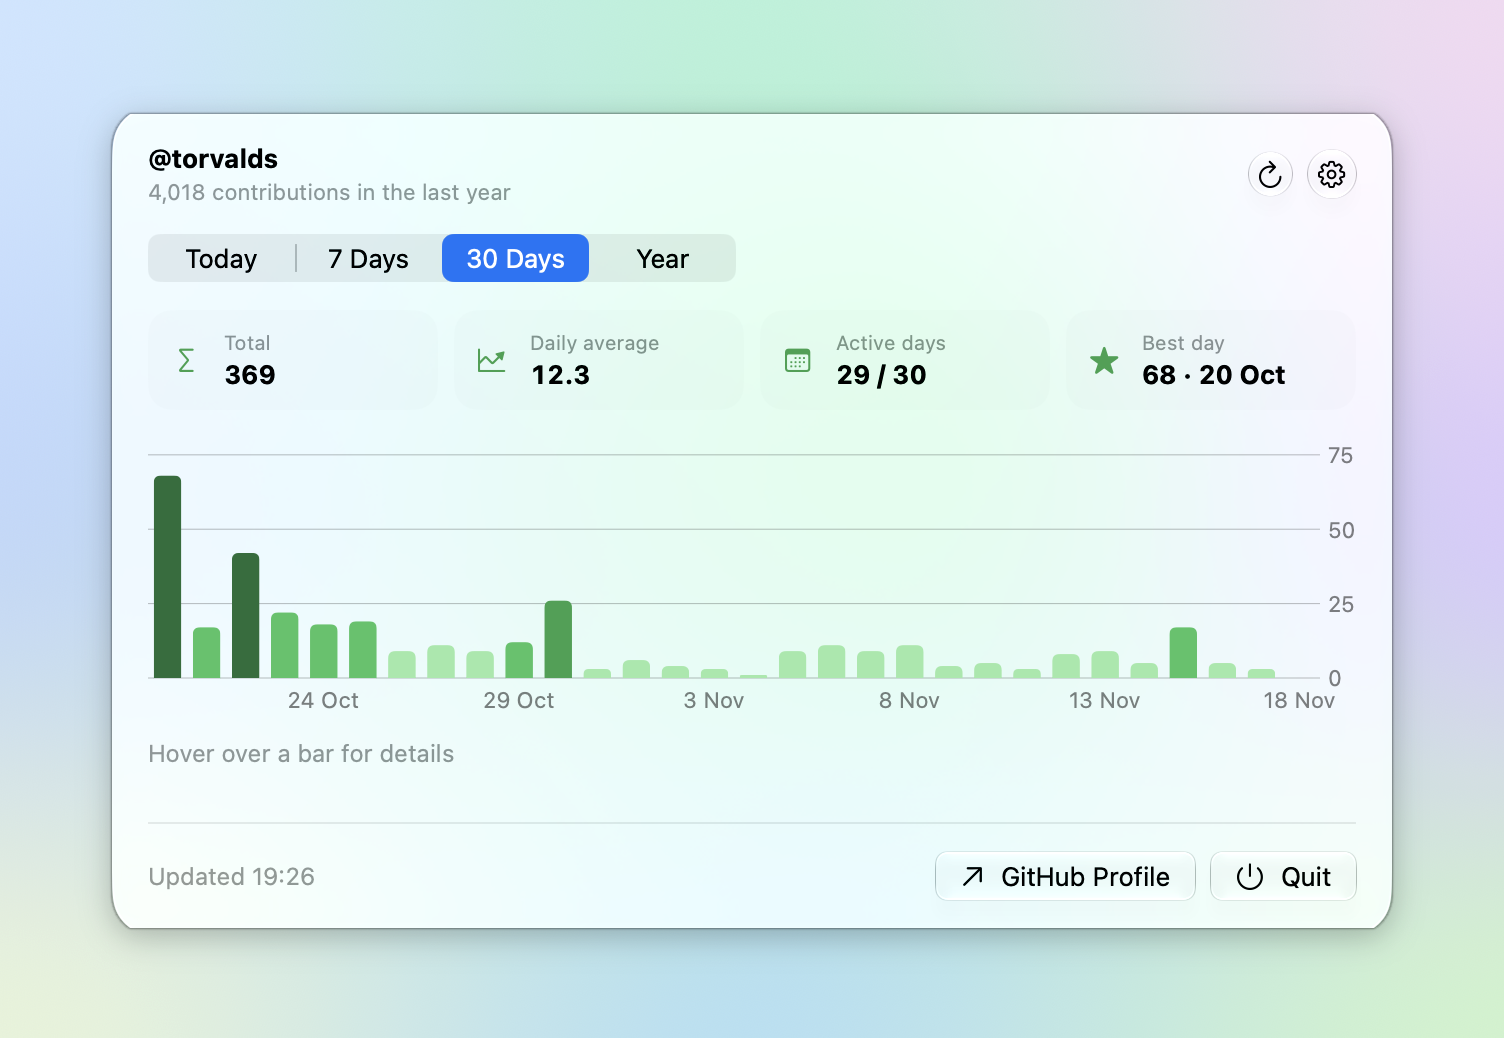 @torvalds
4,018 contributions in the last year
Today
7 Days
30 Days
Year
Total
369
Daily average
12.3
Active days
29 / 30
Best day
68 · 20 Oct
75
50
25
0
24 Oct
29 Oct
3 Nov
8 Nov
13 Nov
18 Nov
Hover over a bar for details
Updated 19:26
GitHub Profile
Quit